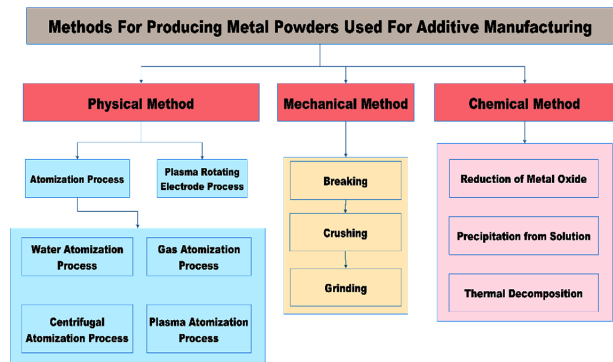 Methods For Producing Metal Powders Used For Additive Manufacturing
Physical Method
Mechanical Method
Chemical Method
Atomization Process
Plasma Rotating
Electrode Process
Water Atomization
Process
Gas Atomization
Process
Centrifugal
Atomization Process
Plasma Atomization
Process
Breaking
Crushing
Grinding
Reduction of Metal Oxide
Precipitation from Solution
Thermal Decomposition